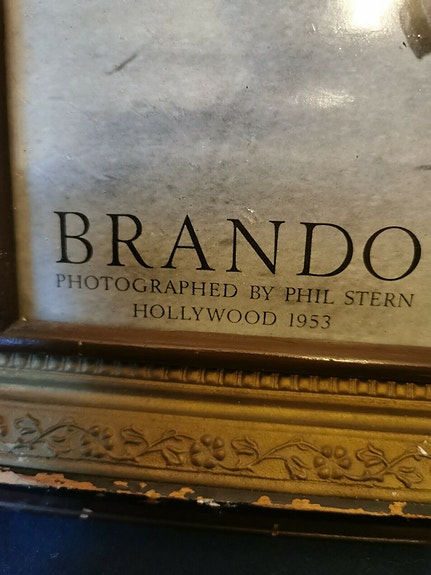 BRANDO
PHOTOGRAPHED BY PHIL STERN
HOLLYWOOD 1953